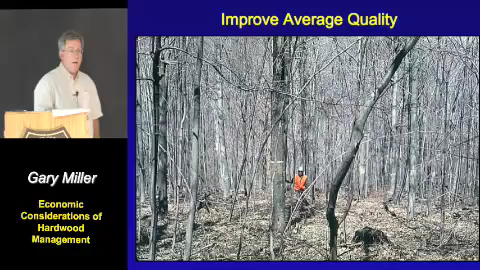 Improve Average Quality
Gary Miller
Economic
Considerations of
Hardwood
Management